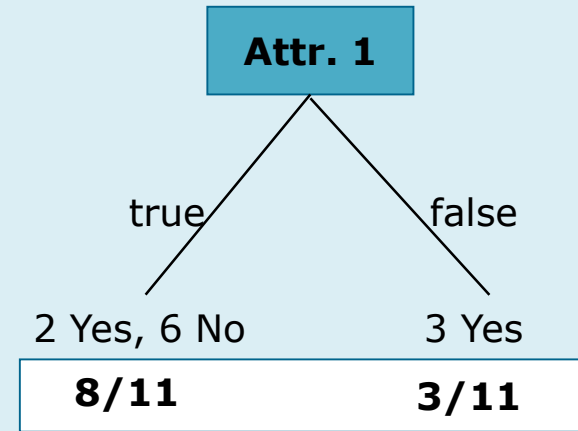 Attr. 1
true false
2 Yes, 6 No 3 Yes
8/11 3/11